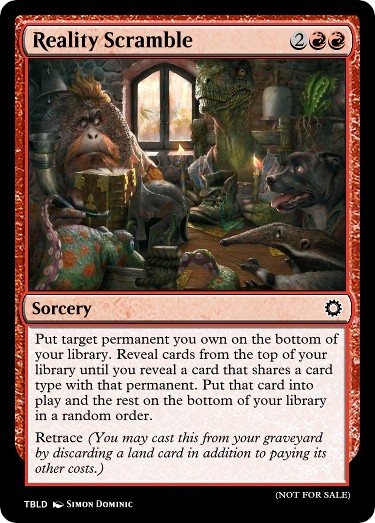 Reality Scramble 2
Sorcery
Put target permanent you own on the bottom of
your library. Reveal cards from the top of your
library until you reveal a card that shares a card
type with that permanent. Put that card into
play and the rest on the bottom of your library
in a random order.
Retrace (You may cast this from your graveyard
by discarding a land card in addition to paying its
other costs.)
TBLD Simon Dominic
(NOT FOR SALE)